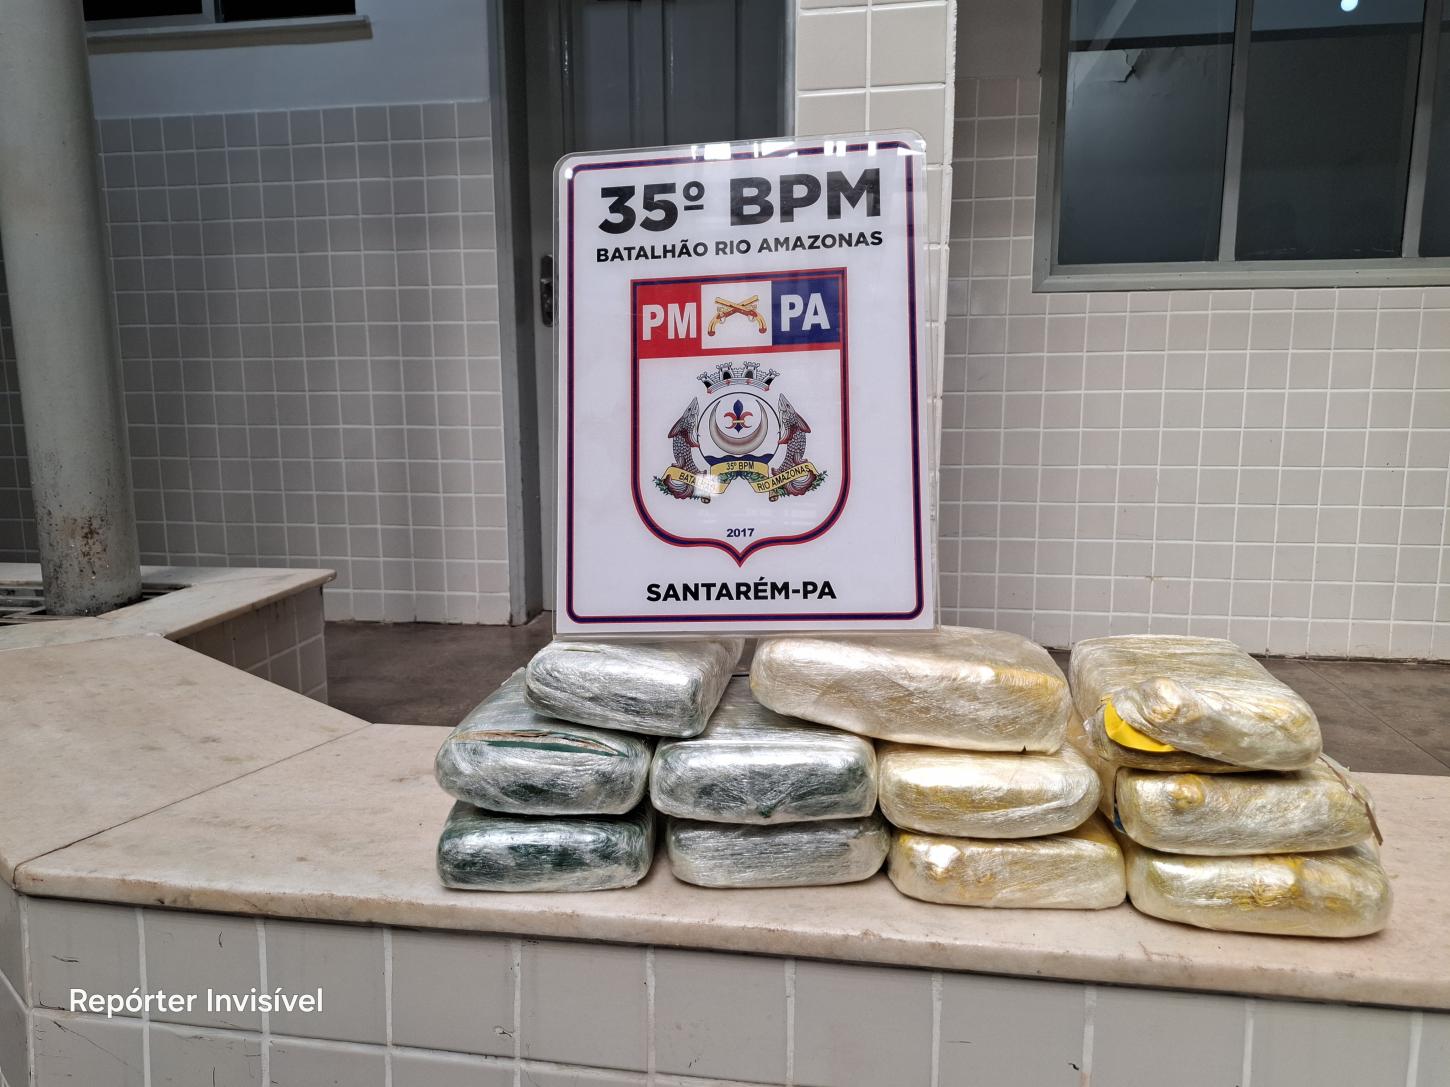 35º BPM
BATALHÃO RIO AMAZONAS
PM PA
35º BPM
RIO AMAZONAS
2017
SANTARÉM-PA
Repórter Invisível